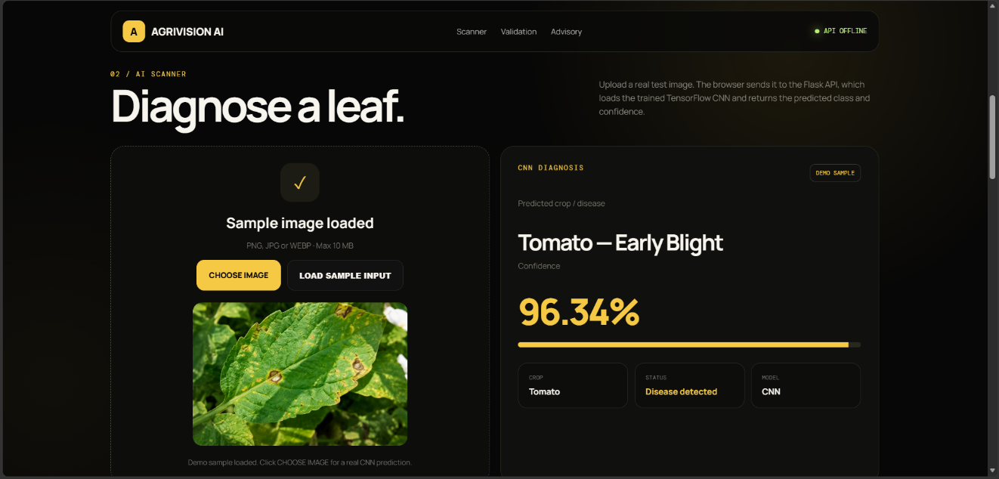 A AGRIVISION AI
Scanner Validation Advisory
API OFFLINE
02 / AI SCANNER
Diagnose a leaf.
Upload a real test image. The browser sends it to the Flask API, which
loads the trained TensorFlow CNN and returns the predicted class and
confidence.
✓
Sample image loaded
PNG, JPG or WEBP · Max 10 MB
CHOOSE IMAGE LOAD SAMPLE INPUT
Demo sample loaded. Click CHOOSE IMAGE for a real CNN prediction.
CNN DIAGNOSIS
DEMO SAMPLE
Predicted crop / disease
Tomato — Early Blight
Confidence
96.34%
CROP
Tomato
STATUS
Disease detected
MODEL
CNN